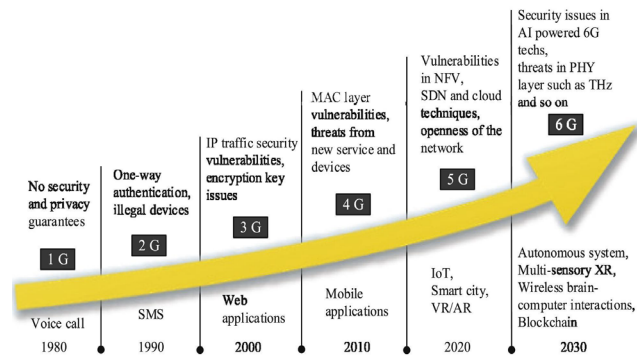 No security
and privacy
guarantees
1 G
Voice call
1980
One-way
authentication,
illegal devices
2 G
SMS
1990
IP traffic security
vulnerabilities,
encryption key
issues
3 G
Web
applications
2000
MAC layer
vulnerabilities,
threats from
new service and
devices
4 G
Mobile
applications
2010
Vulnerabilities
in NFV,
SDN and cloud
techniques,
openness of the
network
5 G
IoT,
Smart city,
VR/AR
2020
Security issues in
AI powered 6G
techs,
threats in PHY
layer such as THz
and so on
6 G
Autonomous system,
Multi-sensory XR,
Wireless brain-
computer interactions,
Blockchain
2030